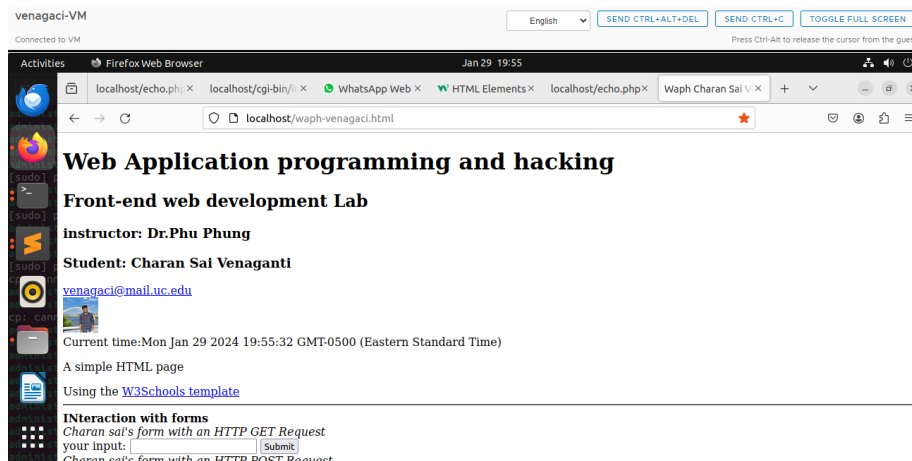 venagaci-VM
English
SEND CTRL+ALT+DEL
SEND CTRL+C
TOGGLE FULL SCREEN
Connected to VM
Press Ctrl-Alt to release the cursor from the gues
Activities
Firefox Web Browser
Jan 29 19:55
localhost/echo.php
localhost/cgi-bin/i
WhatsApp Web
HTML Elements
localhost/echo.php
Waph Charan Sai V
localhost/waph-venagaci.html
Web Application programming and hacking
Front-end web development Lab
instructor: Dr.Phu Phung
Student: Charan Sai Venaganti
venagaci@mail.uc.edu
Current time:Mon Jan 29 2024 19:55:32 GMT-0500 (Eastern Standard Time)
A simple HTML page
Using the W3Schools template
INteraction with forms
Charan sai's form with an HTTP GET Request
your input:
Submit
Charan sai's form with an HTTP POST Request